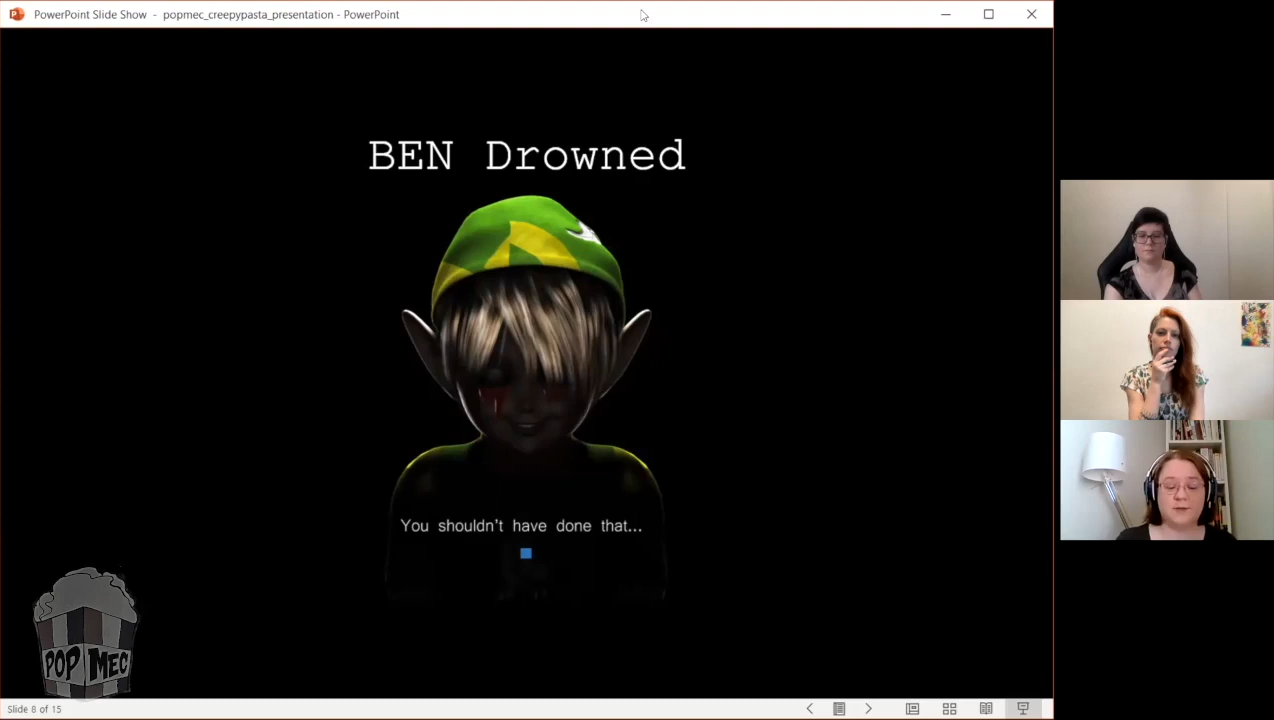 PowerPoint Slide Show - popmec_creepypasta_presentation - PowerPoint
BEN Drowned
You shouldn't have done that...
POP MEC
Slide 8 of 15